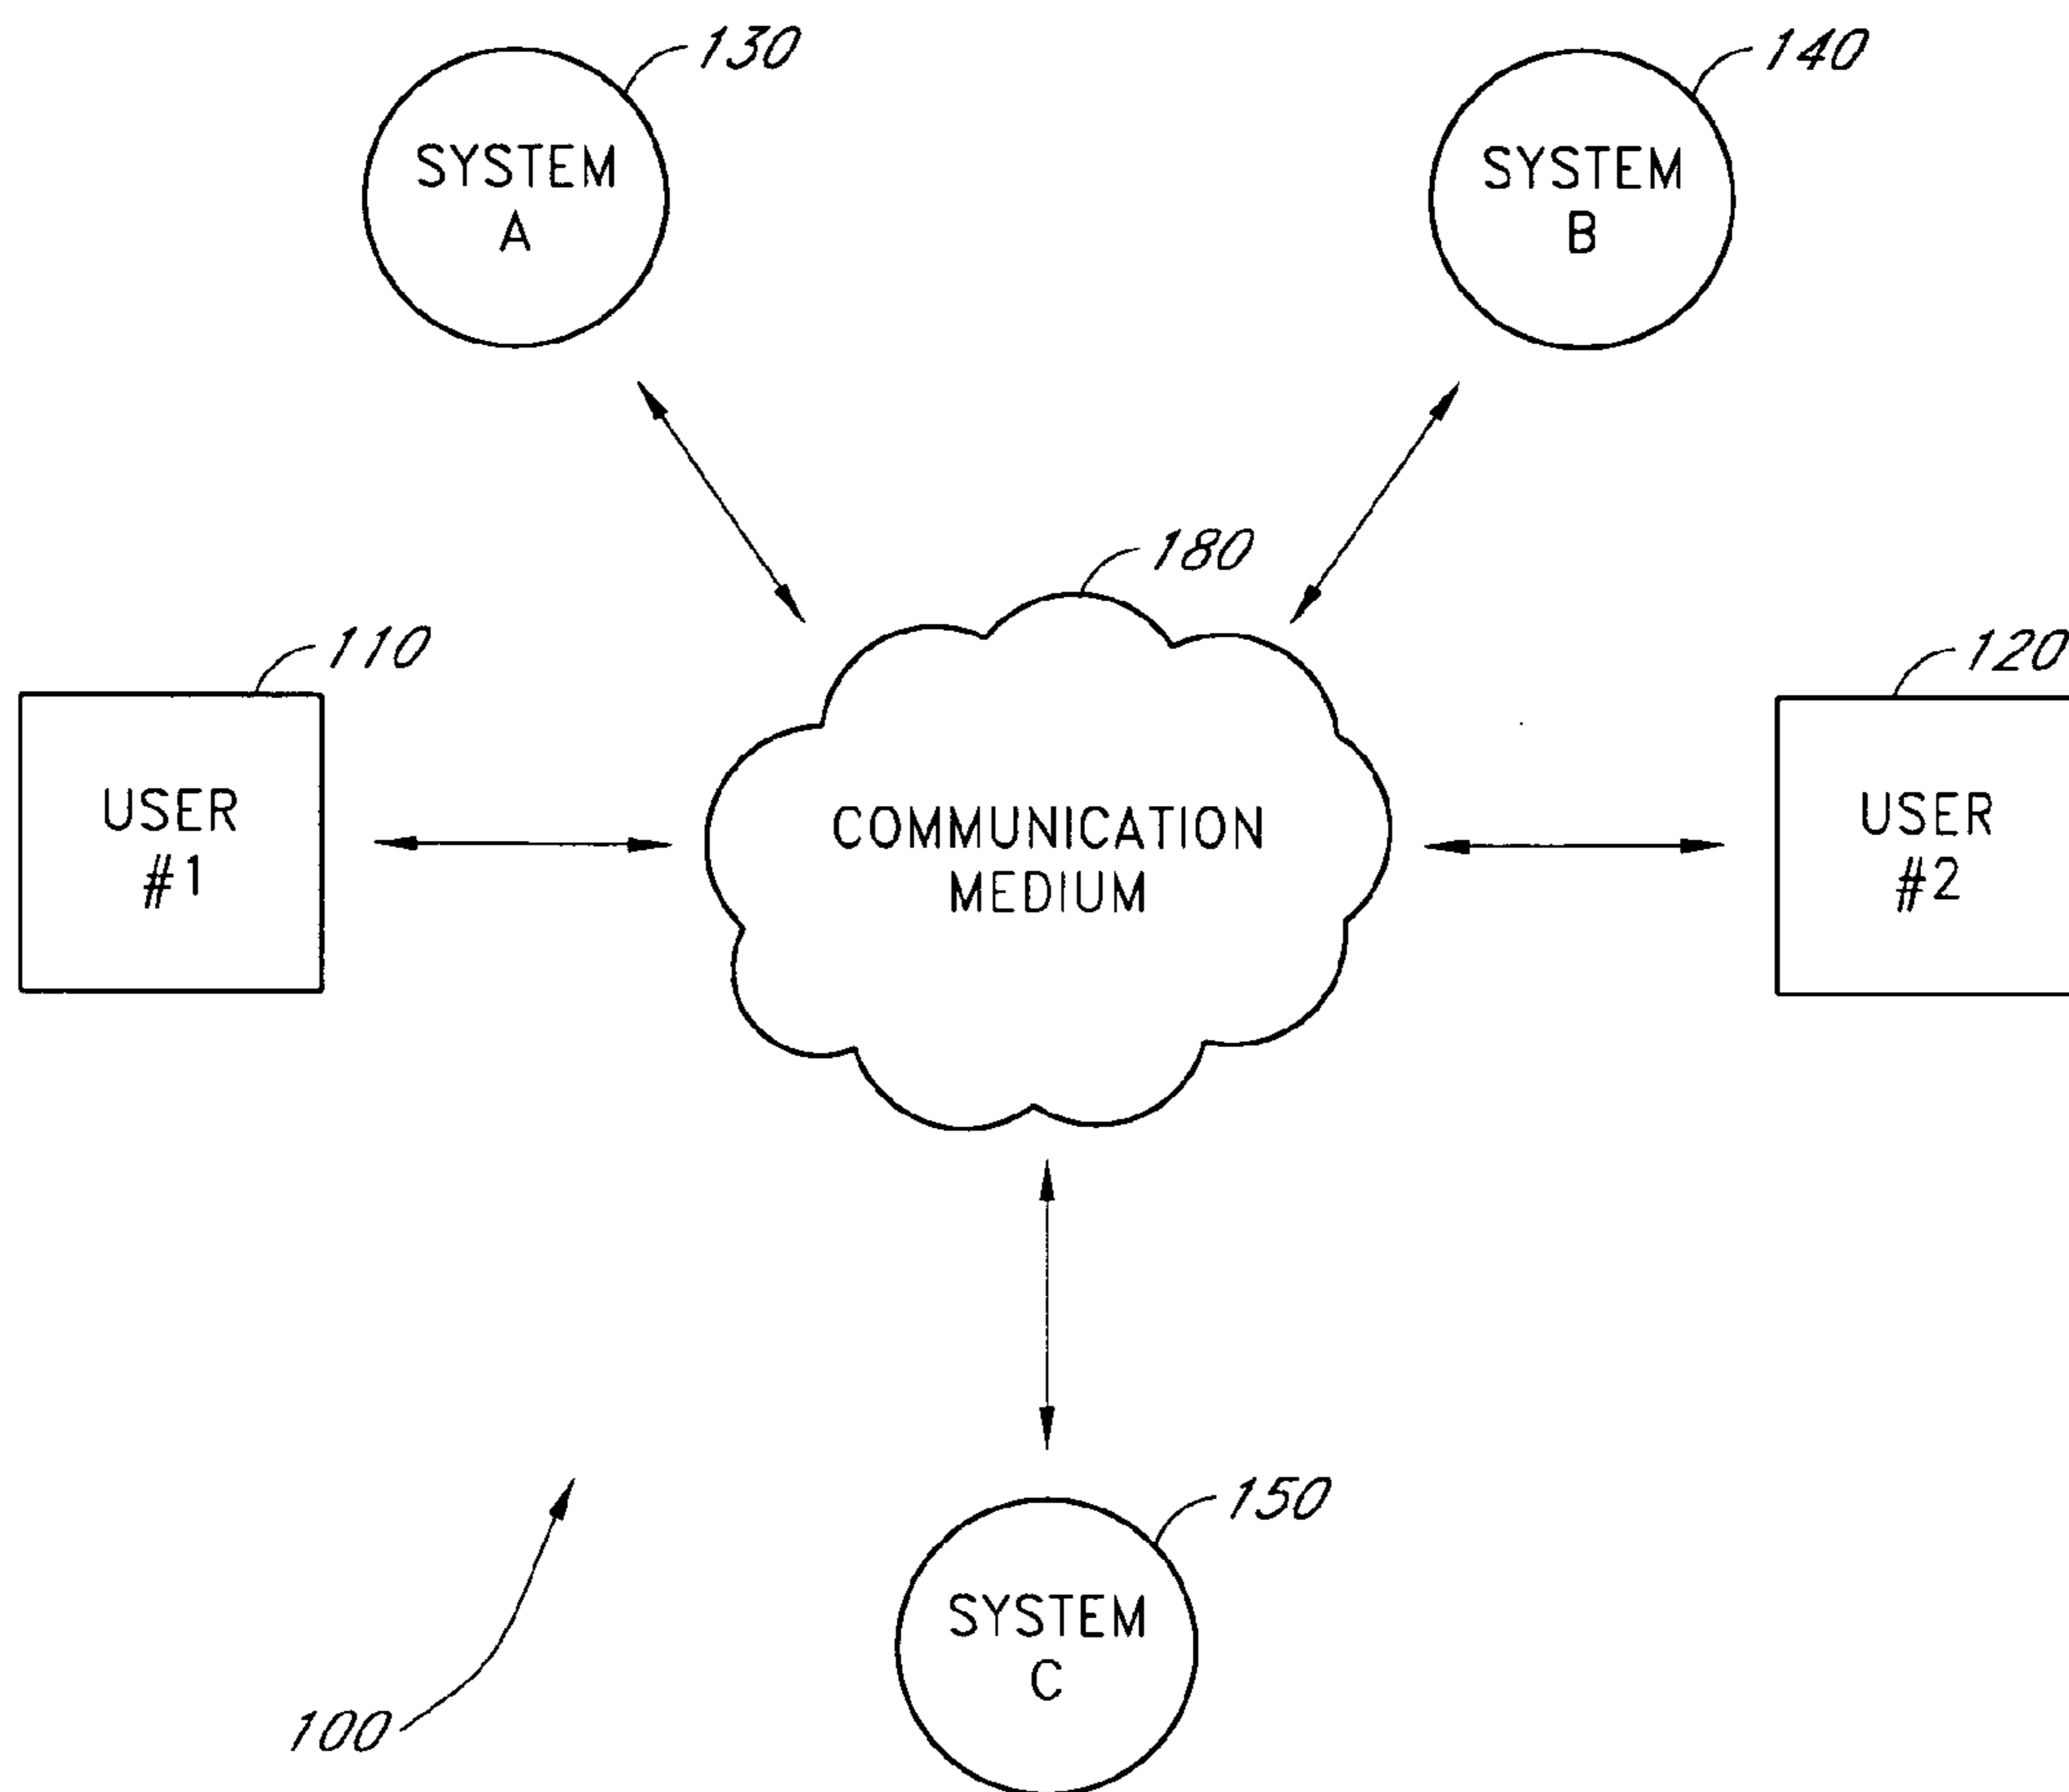 130
140
SYSTEM
A
SYSTEM
B
180
110
120
USER
#1
COMMUNICATION
MEDIUM
USER
#2
150
SYSTEM
C
100